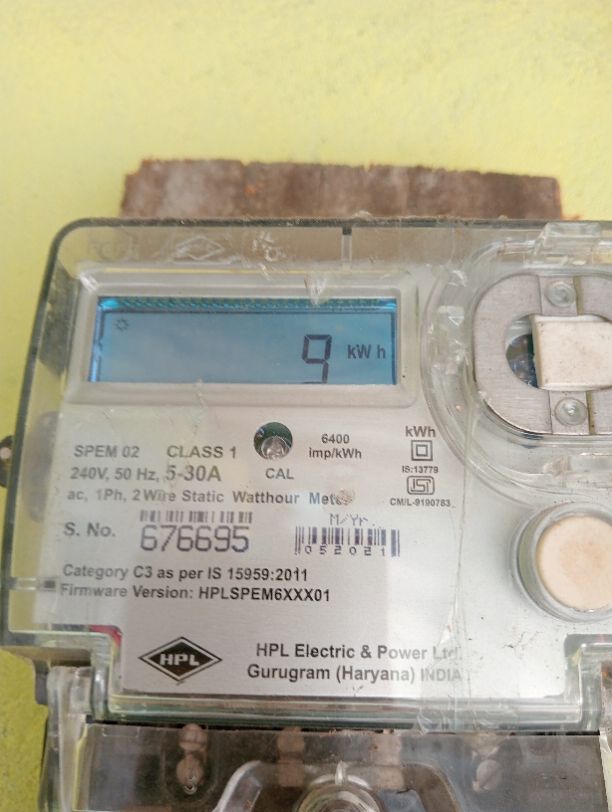 9 kWh
SPEM 02 CLASS 1 6400 imp/kWh kWh
240V, 50 Hz, 5-30A CAL IS:13779
ac, 1Ph, 2 Wire Static Watthour Meter CM/L-9190783
ISI
M/Yr.
S. No. 676695 052021
Category C3 as per IS 15959:2011
Firmware Version: HPLSPEM6XXX01
HPL HPL Electric & Power Ltd.
Gurugram (Haryana) INDIA